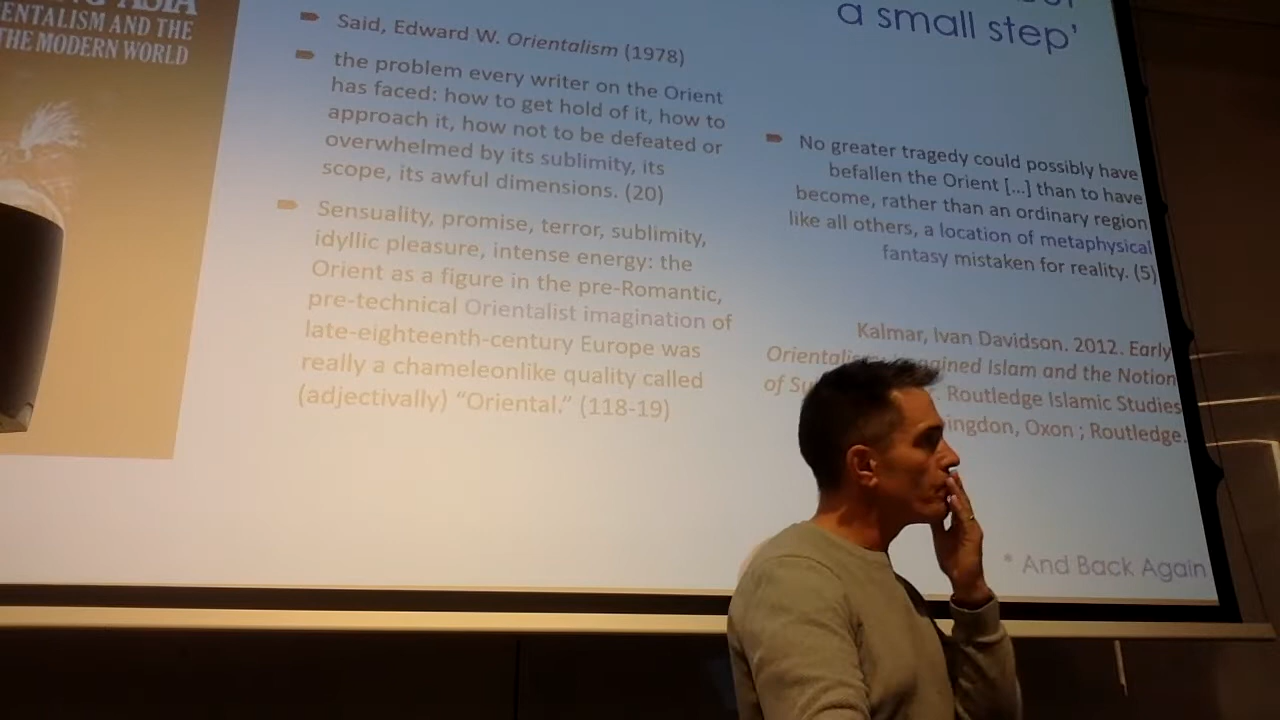 ENTALISM AND THE
THE MODERN WORLD
Said, Edward W. Orientalism (1978)
the problem every writer on the Orient
has faced: how to get hold of it, how to
approach it, how not to be defeated or
overwhelmed by its sublimity, its
scope, its awful dimensions. (20)
Sensuality, promise, terror, sublimity,
idyllic pleasure, intense energy: the
Orient as a figure in the pre-Romantic,
pre-technical Orientalist imagination of
late-eighteenth-century Europe was
really a chameleonlike quality called
(adjectivally) “Oriental.” (118-19)
a small step’
No greater tragedy could possibly have
befallen the Orient [...] than to have
become, rather than an ordinary region
like all others, a location of metaphysical
fantasy mistaken for reality. (5)
Kalmar, Ivan Davidson. 2012. Early
Islam and the Notion
of Routledge Islamic Studies
Oxon ; Routledge.
* And Back Again